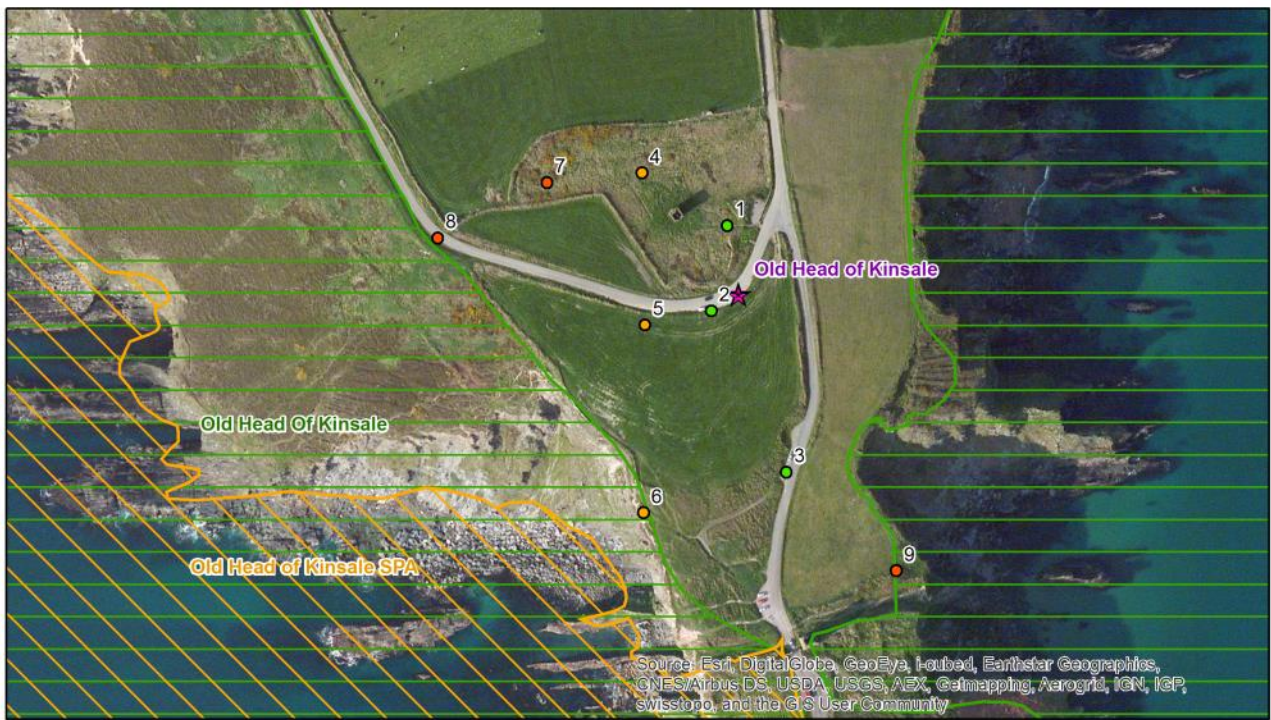 7
4
1
8
Old Head of Kinsale
2
5
Old Head Of Kinsale
3
6
Old Head of Kinsale SPA
9
Source: Esri, DigitalGlobe, GeoEye, i-cubed, Earthstar Geographics,
CNES/Airbus DS, USDA, USGS, AEX, Getmapping, Aerogrid, IGN, IGP,
swisstopo, and the GIS User Community